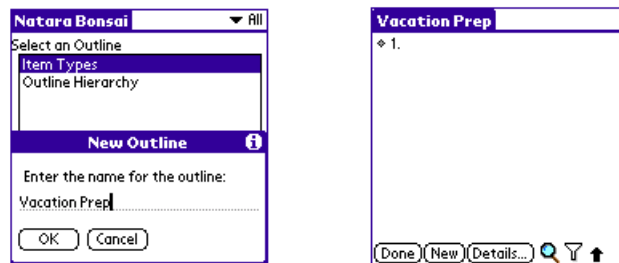 Natara Bonsai
All
Select an Outline
Item Types
Outline Hierarchy
New Outline
Enter the name for the outline:
Vacation Prep
OK
Cancel
Vacation Prep
1.
Done
New
Details...